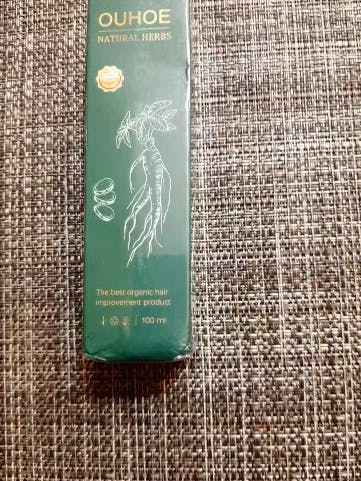 OUHOE
NATURAL HERBS
The best organic hair
improvement product
100 ml